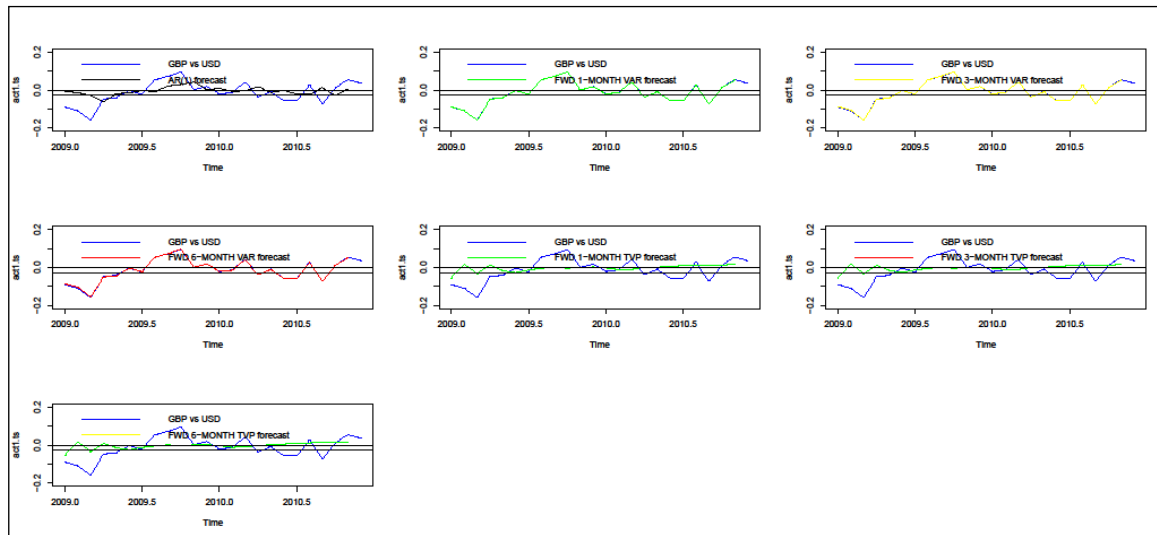 0.2
GBP vs USD
AR(1) forecast
act1.ts
0.0
−0.2
2009.0 2009.5 2010.0 2010.5
Time
0.2
GBP vs USD
FWD 1−MONTH VAR forecast
act1.ts
0.0
−0.2
2009.0 2009.5 2010.0 2010.5
Time
0.2
GBP vs USD
FWD 3−MONTH VAR forecast
act1.ts
0.0
−0.2
2009.0 2009.5 2010.0 2010.5
Time
0.2
GBP vs USD
FWD 6−MONTH VAR forecast
act1.ts
0.0
−0.2
2009.0 2009.5 2010.0 2010.5
Time
0.2
GBP vs USD
FWD 1−MONTH TVP forecast
act1.ts
0.0
−0.2
2009.0 2009.5 2010.0 2010.5
Time
0.2
GBP vs USD
FWD 3−MONTH TVP forecast
act1.ts
0.0
−0.2
2009.0 2009.5 2010.0 2010.5
Time
0.2
GBP vs USD
FWD 6−MONTH TVP forecast
act1.ts
0.0
−0.2
2009.0 2009.5 2010.0 2010.5
Time